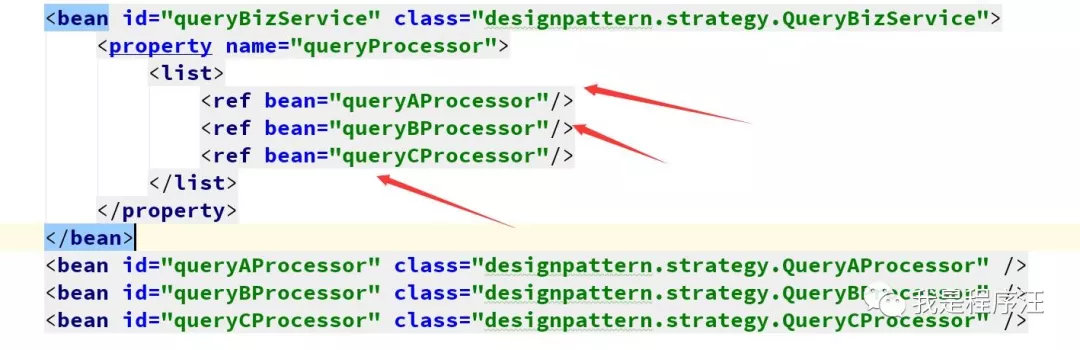 <bean id="queryBizService" class="designpattern.strategy.QueryBizService">
    <property name="queryProcessor">
        <list>
            <ref bean="queryAProcessor"/>
            <ref bean="queryBProcessor"/>
            <ref bean="queryCProcessor"/>
        </list>
    </property>
</bean>
<bean id="queryAProcessor" class="designpattern.strategy.QueryAProcessor" />
<bean id="queryBProcessor" class="designpattern.strategy.QueryBProcessor" />
<bean id="queryCProcessor" class="designpattern.strategy.QueryCProcessor" />
我是程序汪